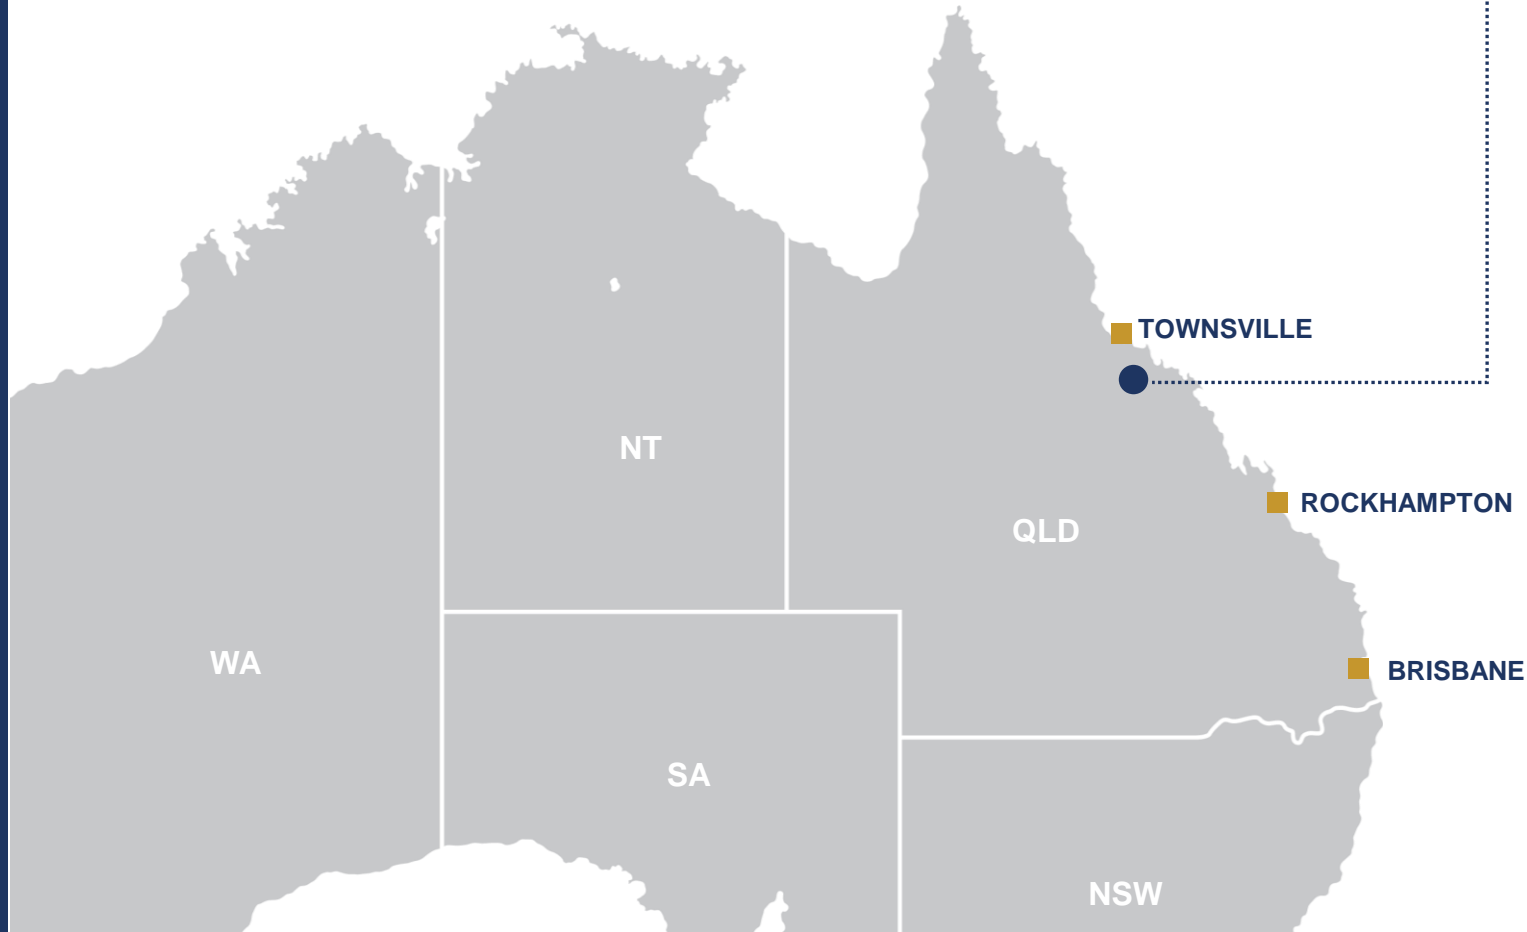 TOWNSVILLE
NT
ROCKHAMPTON
QLD
WA
BRISBANE
SA
NSW